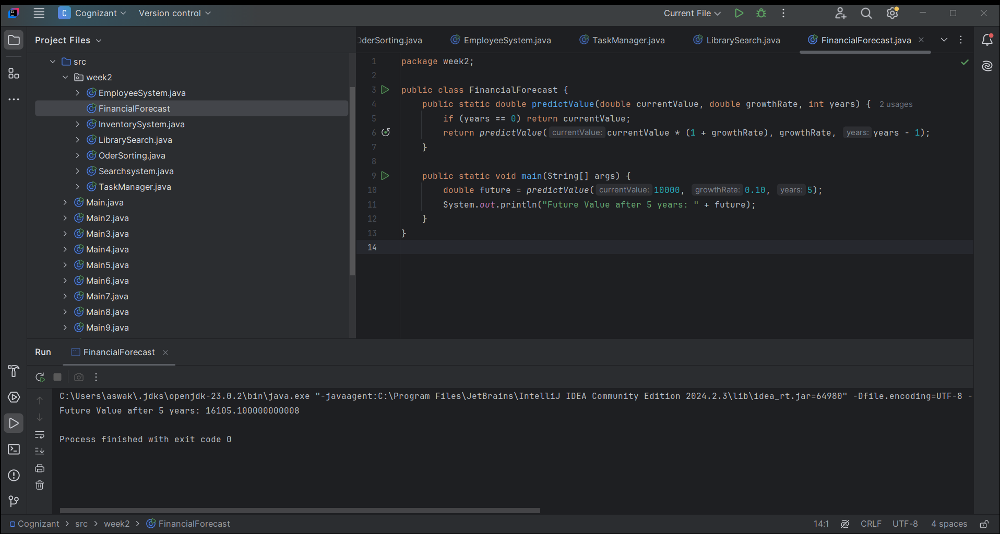 C Cognizant Version control Current File
Project Files
src
week2
EmployeeSystem.java
FinancialForecast
InventorySystem.java
LibrarySearch.java
OderSorting.java
Searchsystem.java
TaskManager.java
Main.java
Main2.java
Main3.java
Main4.java
Main5.java
Main6.java
Main7.java
Main8.java
Main9.java
OderSorting.java EmployeeSystem.java TaskManager.java LibrarySearch.java FinancialForecast.java
1 package week2;
2
3 public class FinancialForecast {
4 public static double predictValue(double currentValue, double growthRate, int years) { 2 usages
5 if (years == 0) return currentValue;
6 return predictValue( currentValue: currentValue * (1 + growthRate), growthRate, years: years - 1);
7 }
8
9 public static void main(String[] args) {
10 double future = predictValue( currentValue: 10000, growthRate: 0.10, years: 5);
11 System.out.println("Future Value after 5 years: " + future);
12 }
13 }
14
Run FinancialForecast
C:\Users\aswak\.jdks\openjdk-23.0.2\bin\java.exe "-javaagent:C:\Program Files\JetBrains\IntelliJ IDEA Community Edition 2024.2.3\lib\idea_rt.jar=64980" -Dfile.encoding=UTF-8 -
Future Value after 5 years: 16105.100000000008
Process finished with exit code 0
Cognizant > src > week2 > FinancialForecast 14:1 CRLF UTF-8 4 spaces